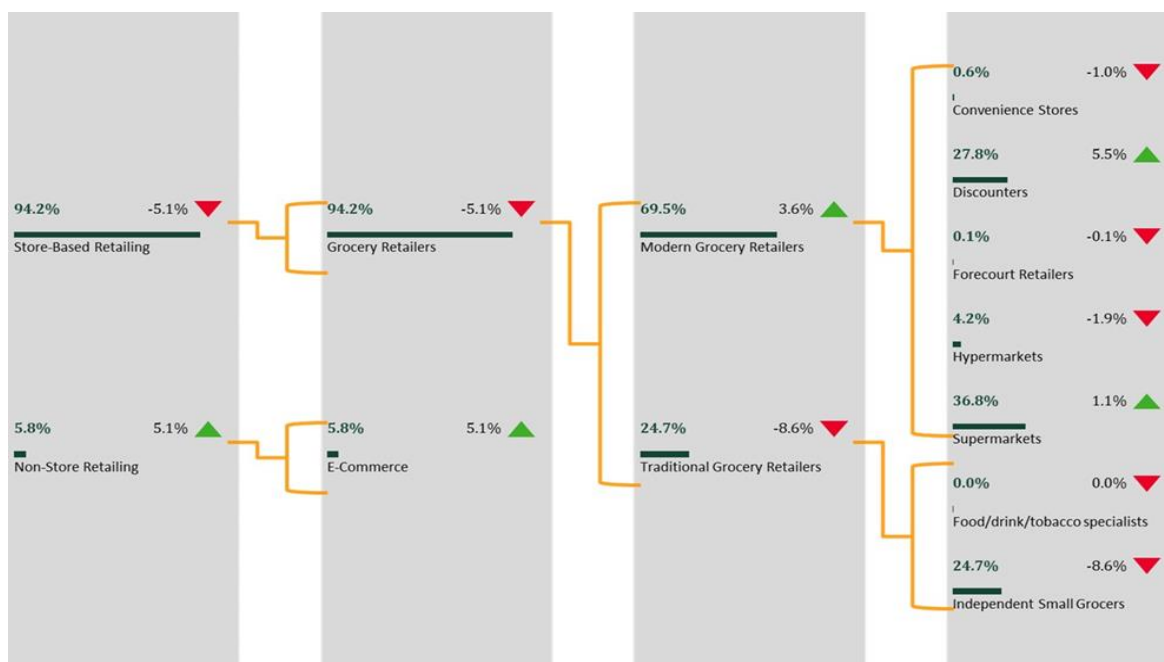 94.2% -5.1%
Store-Based Retailing
5.8% 5.1%
Non-Store Retailing
94.2% -5.1%
Grocery Retailers
5.8% 5.1%
E-Commerce
69.5% 3.6%
Modern Grocery Retailers
24.7% -8.6%
Traditional Grocery Retailers
0.6% -1.0%
Convenience Stores
27.8% 5.5%
Discounters
0.1% -0.1%
Forecourt Retailers
4.2% -1.9%
Hypermarkets
36.8% 1.1%
Supermarkets
0.0% 0.0%
Food/drink/tobacco specialists
24.7% -8.6%
Independent Small Grocers